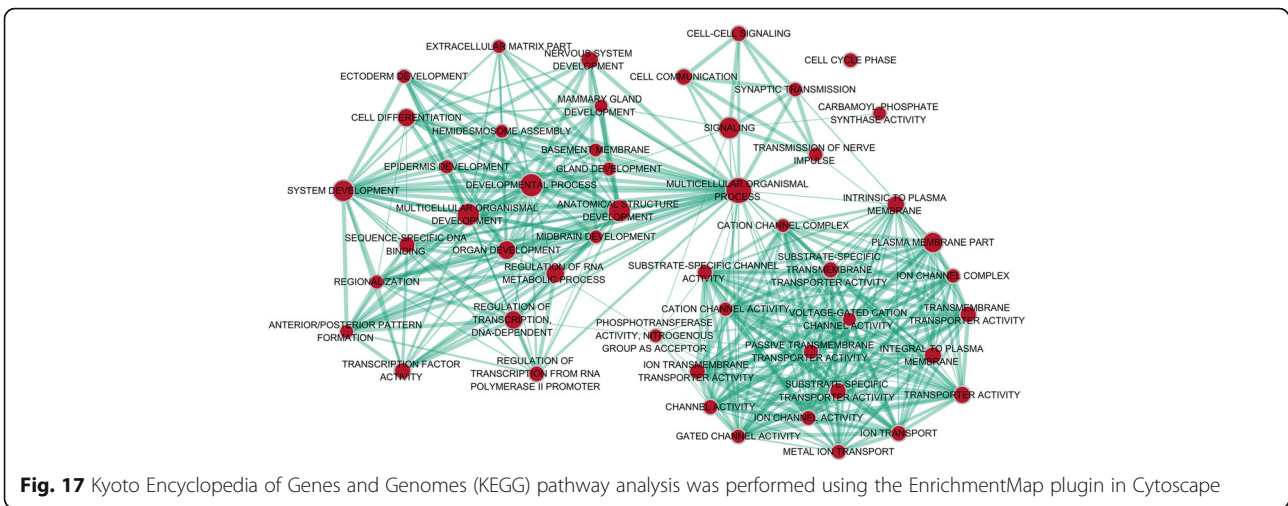 CELL-CELL SIGNALING
EXTRACELLULAR MATRIX PART
NERVOUS SYSTEM
DEVELOPMENT
CELL CYCLE PHASE
ECTODERM DEVELOPMENT
CELL COMMUNICATION
SYNAPTIC TRANSMISSION
MAMMARY GLAND
DEVELOPMENT
CARBAMOYL-PHOSPHATE
SYNTHASE ACTIVITY
CELL DIFFERENTIATION
HEMIDESMOSOME ASSEMBLY
SIGNALING
BASEMENT MEMBRANE
TRANSMISSION OF NERVE
IMPULSE
EPIDERMIS DEVELOPMENT
GLAND DEVELOPMENT
SYSTEM DEVELOPMENT
DEVELOPMENTAL PROCESS
MULTICELLULAR ORGANISMAL
PROCESS
INTRINSIC TO PLASMA
MEMBRANE
MULTICELLULAR ORGANISMAL
DEVELOPMENT
ANATOMICAL STRUCTURE
DEVELOPMENT
CATION CHANNEL COMPLEX
SEQUENCE-SPECIFIC DNA
BINDING
ORGAN DEVELOPMENT
MIDBRAIN DEVELOPMENT
PLASMA MEMBRANE PART
REGULATION OF RNA
METABOLIC PROCESS
SUBSTRATE-SPECIFIC CHANNEL
ACTIVITY
SUBSTRATE-SPECIFIC
TRANSMEMBRANE
TRANSPORTER ACTIVITY
ION CHANNEL COMPLEX
REGIONALIZATION
REGULATION OF
TRANSCRIPTION,
DNA-DEPENDENT
CATION CHANNEL ACTIVITY
VOLTAGE-GATED CATION
CHANNEL ACTIVITY
TRANSMEMBRANE
TRANSPORTER ACTIVITY
ANTERIOR/POSTERIOR PATTERN
FORMATION
PHOSPHOTRANSFERASE
ACTIVITY, NITROGENOUS
GROUP AS ACCEPTOR
PASSIVE TRANSMEMBRANE
TRANSPORTER ACTIVITY
INTEGRAL TO PLASMA
MEMBRANE
TRANSCRIPTION FACTOR
ACTIVITY
REGULATION OF
TRANSCRIPTION FROM RNA
POLYMERASE II PROMOTER
ION TRANSMEMBRANE
TRANSPORTER ACTIVITY
SUBSTRATE-SPECIFIC
TRANSPORTER ACTIVITY
TRANSPORTER ACTIVITY
CHANNEL ACTIVITY
ION CHANNEL ACTIVITY
GATED CHANNEL ACTIVITY
ION TRANSPORT
METAL ION TRANSPORT
Fig. 17 Kyoto Encyclopedia of Genes and Genomes (KEGG) pathway analysis was performed using the EnrichmentMap plugin in Cytoscape